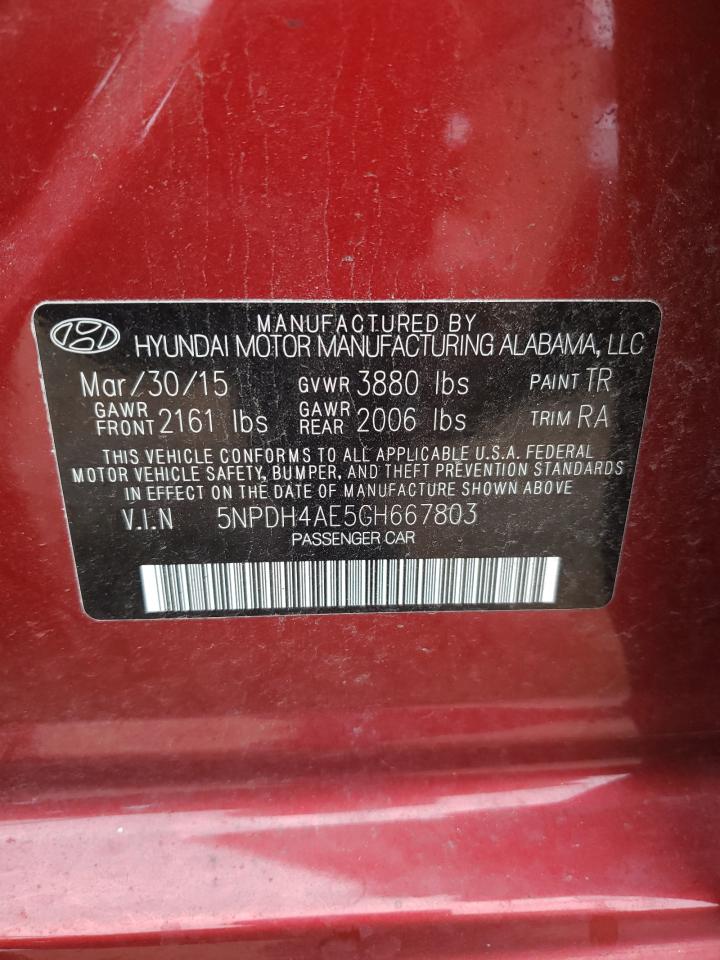 MANUFACTURED BY
HYUNDAI MOTOR MANUFACTURING ALABAMA, LLC
Mar/30/15 GVWR 3880 lbs PAINT TR
GAWR FRONT 2161 lbs GAWR REAR 2006 lbs TRIM RA
THIS VEHICLE CONFORMS TO ALL APPLICABLE U.S.A. FEDERAL
MOTOR VEHICLE SAFETY, BUMPER, AND THEFT PREVENTION STANDARDS
IN EFFECT ON THE DATE OF MANUFACTURE SHOWN ABOVE
V.I.N 5NPDH4AE5GH667803
PASSENGER CAR